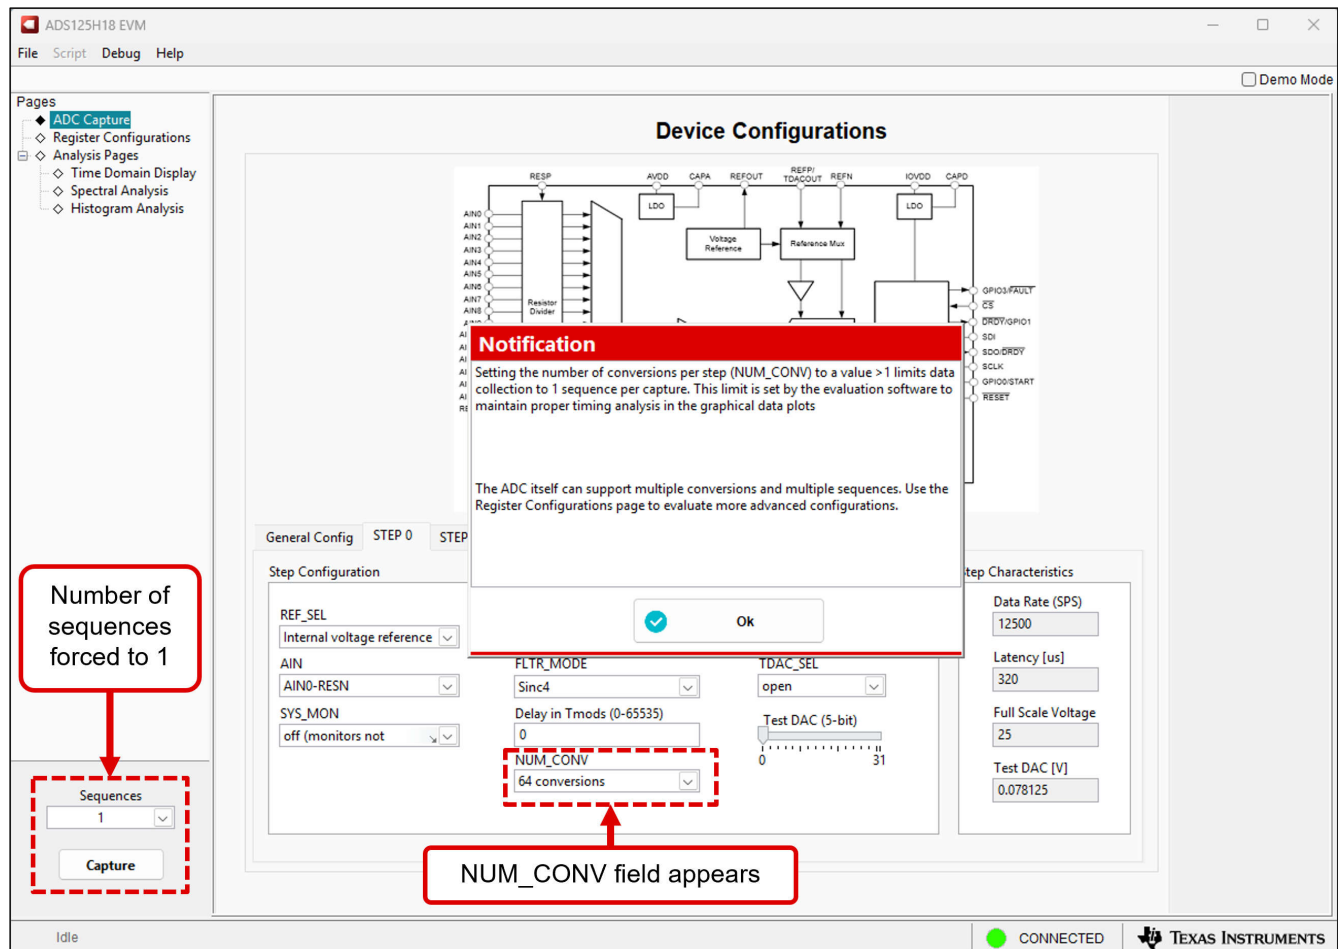 ADS125H18 EVM
File Script Debug Help
Demo Mode
Pages
ADC Capture
Register Configurations
Analysis Pages
Time Domain Display
Spectral Analysis
Histogram Analysis
Device Configurations
RESP
AVDD
CAPA
REFOUT
REFP/
TDACOUT
REFN
IOVDD
CAPD
LDO
LDO
AIN0
AIN1
AIN2
AIN3
AIN4
AIN5
AIN6
AIN7
AIN8
Resistor
Divider
Voltage
Reference
Reference Mux
GPIO3/FAULT
CS
DRDY/GPIO1
SDI
SDO/DRDY
SCLK
GPIO0/START
RESET
Notification
Setting the number of conversions per step (NUM_CONV) to a value >1 limits data
collection to 1 sequence per capture. This limit is set by the evaluation software to
maintain proper timing analysis in the graphical data plots
The ADC itself can support multiple conversions and multiple sequences. Use the
Register Configurations page to evaluate more advanced configurations.
Ok
General Config STEP 0 STEP
Step Configuration
REF_SEL
Internal voltage reference
AIN
AIN0-RESN
SYS_MON
off (monitors not
FLTR_MODE
Sinc4
Delay in Tmods (0-65535)
0
NUM_CONV
64 conversions
TDAC_SEL
open
Test DAC (5-bit)
0 31
tep Characteristics
Data Rate (SPS)
12500
Latency [us]
320
Full Scale Voltage
25
Test DAC [V]
0.078125
Number of
sequences
forced to 1
Sequences
1
Capture
NUM_CONV field appears
Idle
CONNECTED
TEXAS INSTRUMENTS